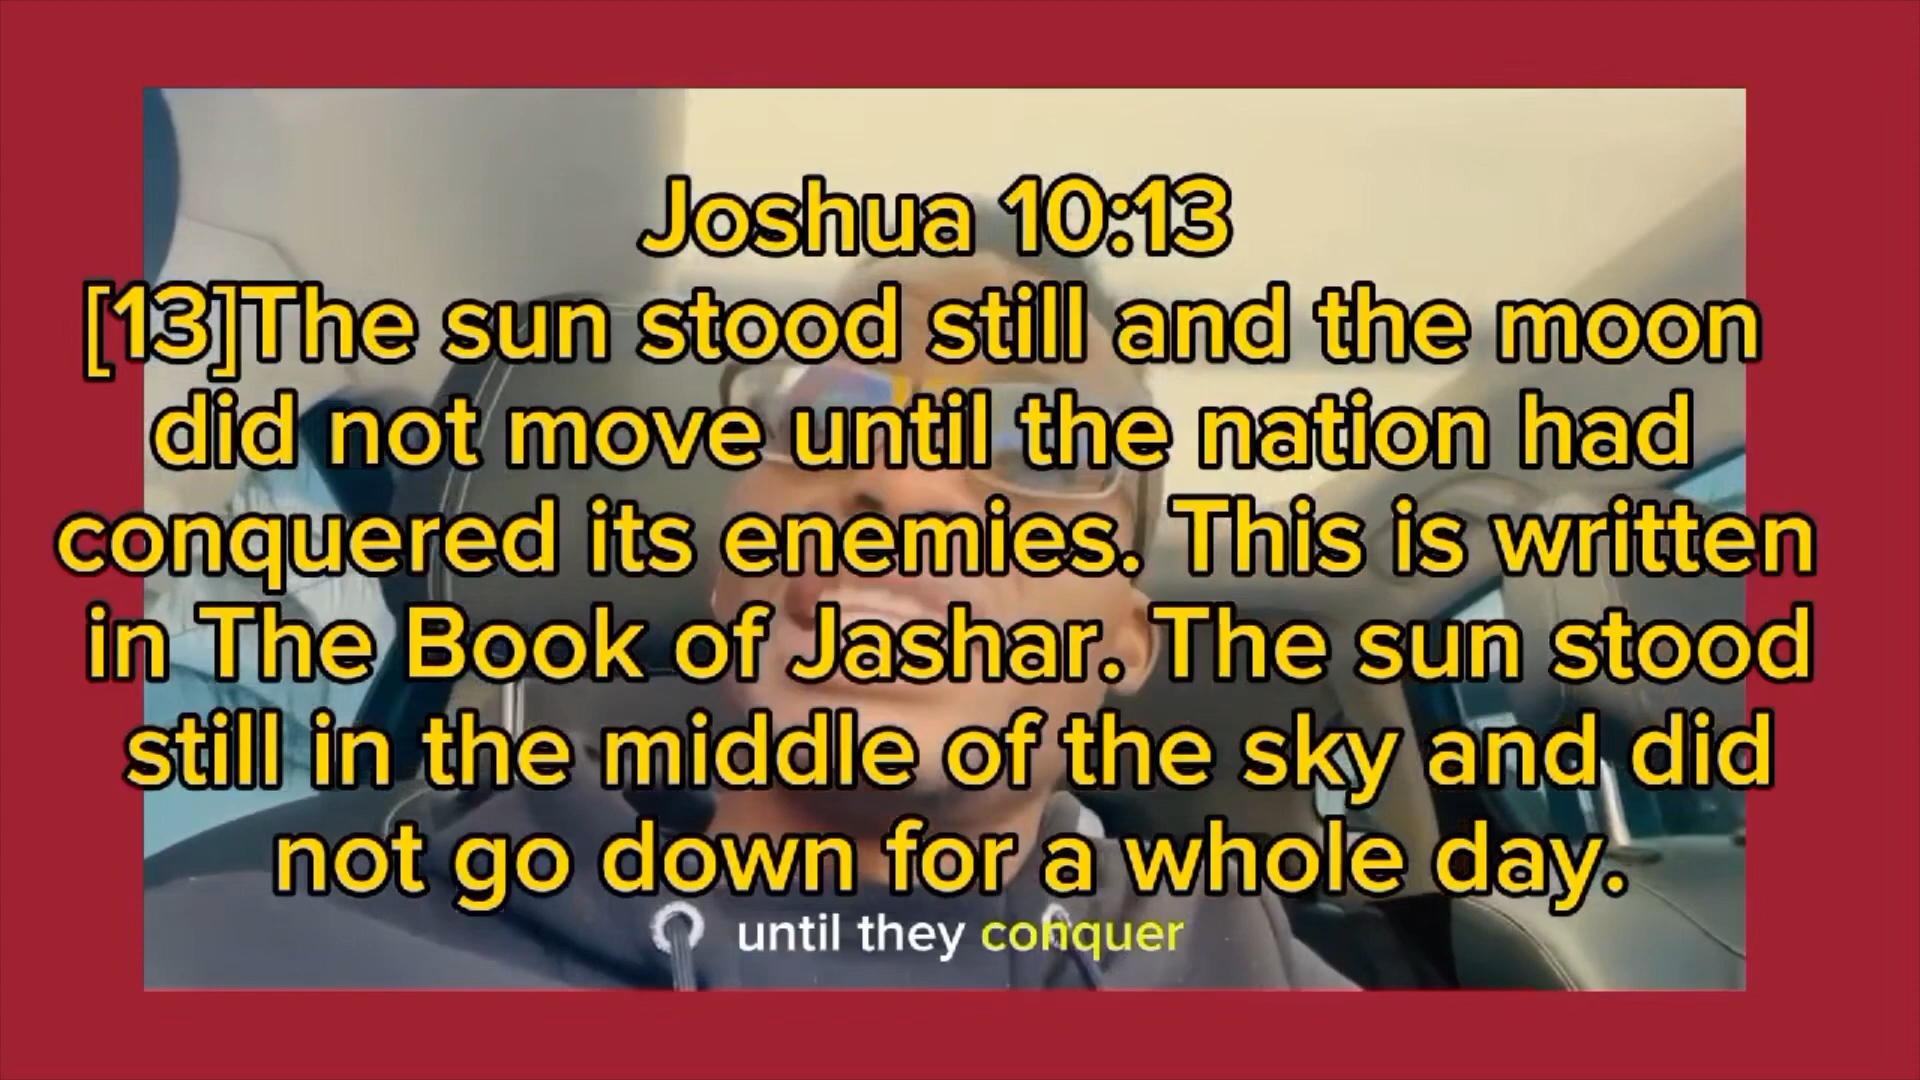 Joshua 10:13
[13]The sun stood still and the moon
did not move until the nation had
conquered its enemies. This is written
in The Book of Jashar. The sun stood
still in the middle of the sky and did
not go down for a whole day.
until they conquer